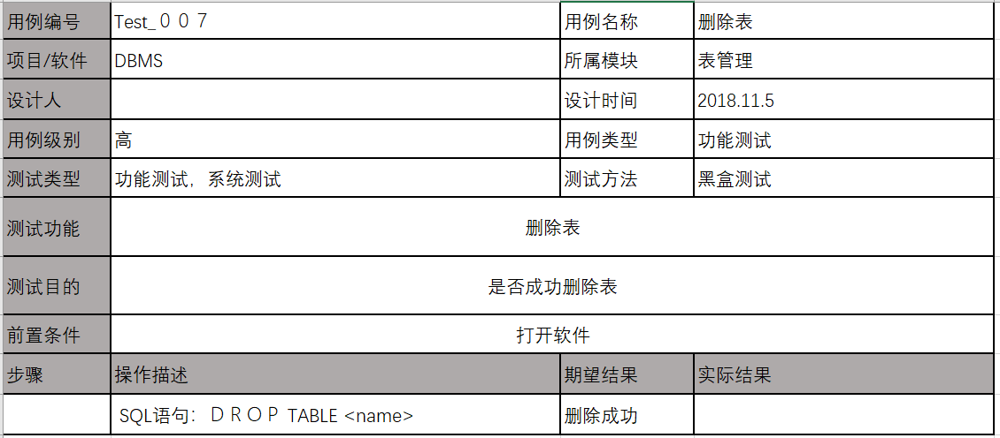 用例编号 Test_００７ 用例名称 删除表
项目/软件 DBMS 所属模块 表管理
设计人 设计时间 2018.11.5
用例级别 高 用例类型 功能测试
测试类型 功能测试，系统测试 测试方法 黑盒测试
测试功能 删除表
测试目的 是否成功删除表
前置条件 打开软件
步骤 操作描述 期望结果 实际结果
SQL语句：ＤＲＯＰ TABLE <name> 删除成功